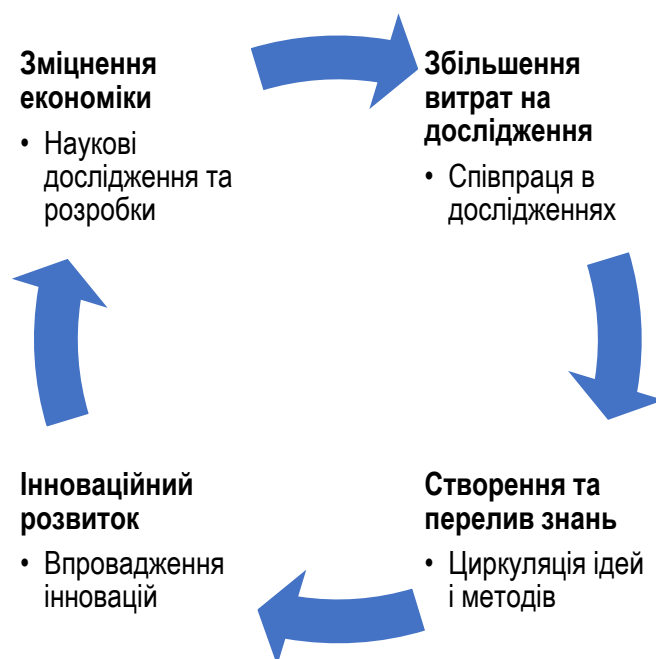 Зміцнення
економіки
• Наукові
дослідження та
розробки
Збільшення
витрат на
дослідження
• Співпраця в
дослідженнях
Створення та
перелив знань
• Циркуляція ідей
і методів
Інноваційний
розвиток
• Впровадження
інновацій